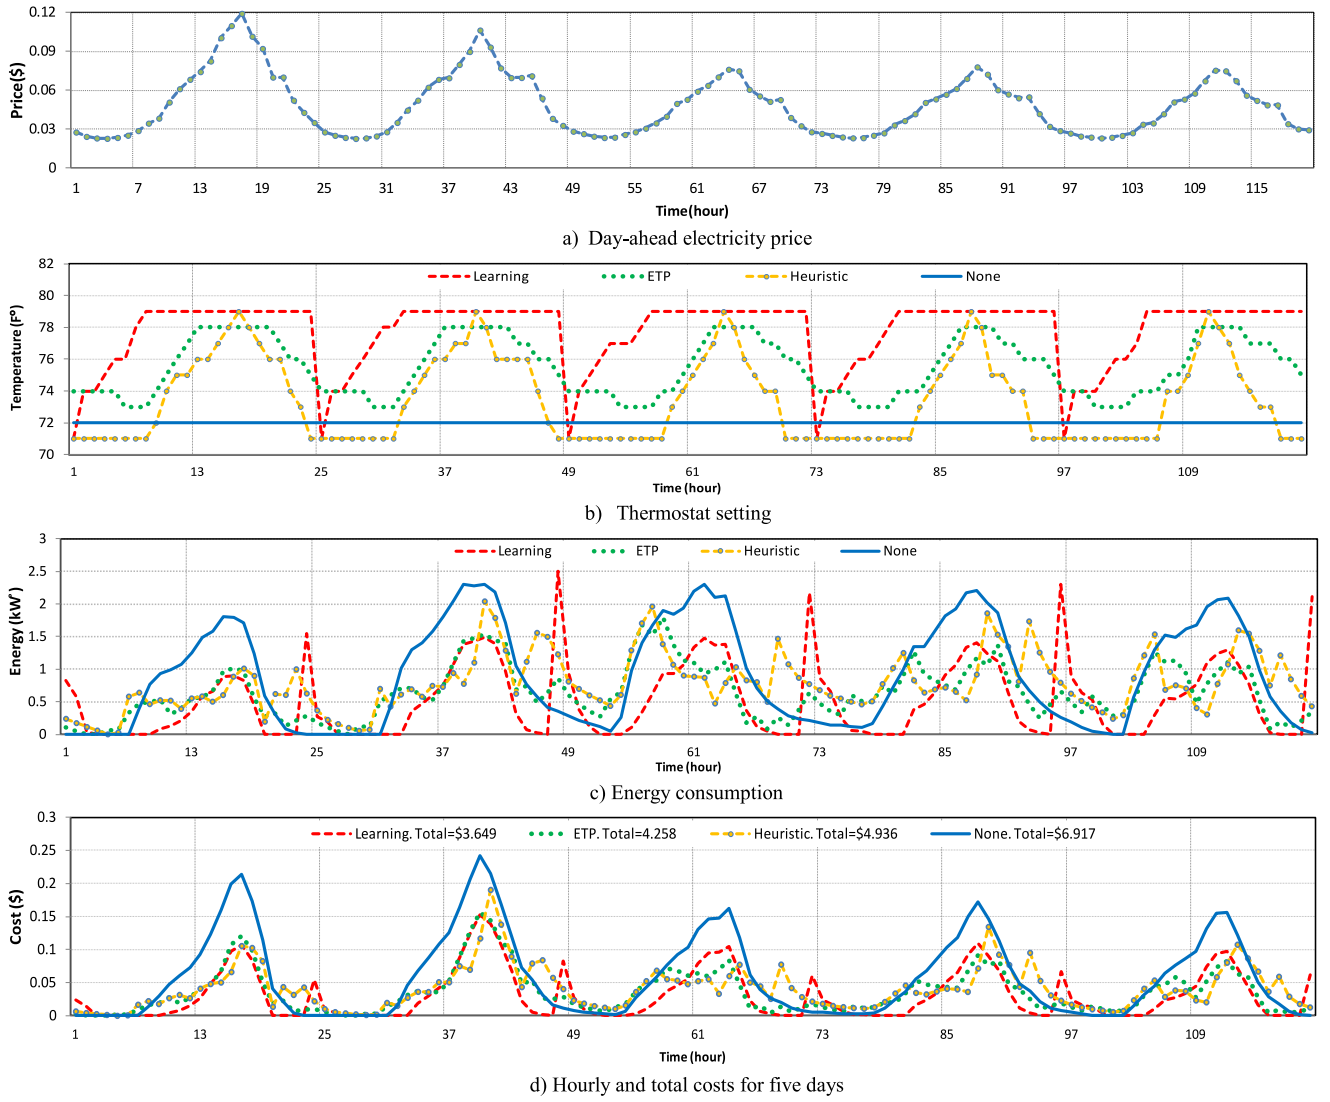 0.12
0.09
0.06
0.03
0
Price($)
1 7 13 19 25 31 37 43 49 55 61 67 73 79 85 91 97 103 109 115
Time(hour)
a) Day-ahead electricity price
82
80
78
76
74
72
70
Temperature (F°)
Learning ETP Heuristic None
1 13 25 37 49 61 73 85 97 109
Time (hour)
b) Thermostat setting
3
2.5
2
1.5
1
0.5
0
Energy (kW)
Learning ETP Heuristic None
1 13 25 37 49 61 73 85 97 109
Time (hour)
c) Energy consumption
0.3
0.25
0.2
0.15
0.1
0.05
0
Cost ($)
Learning. Total=$3.649 ETP. Total=4.258 Heuristic. Total=$4.936 None. Total=$6.917
1 13 25 37 49 61 73 85 97 109
Time (hour)
d) Hourly and total costs for five days